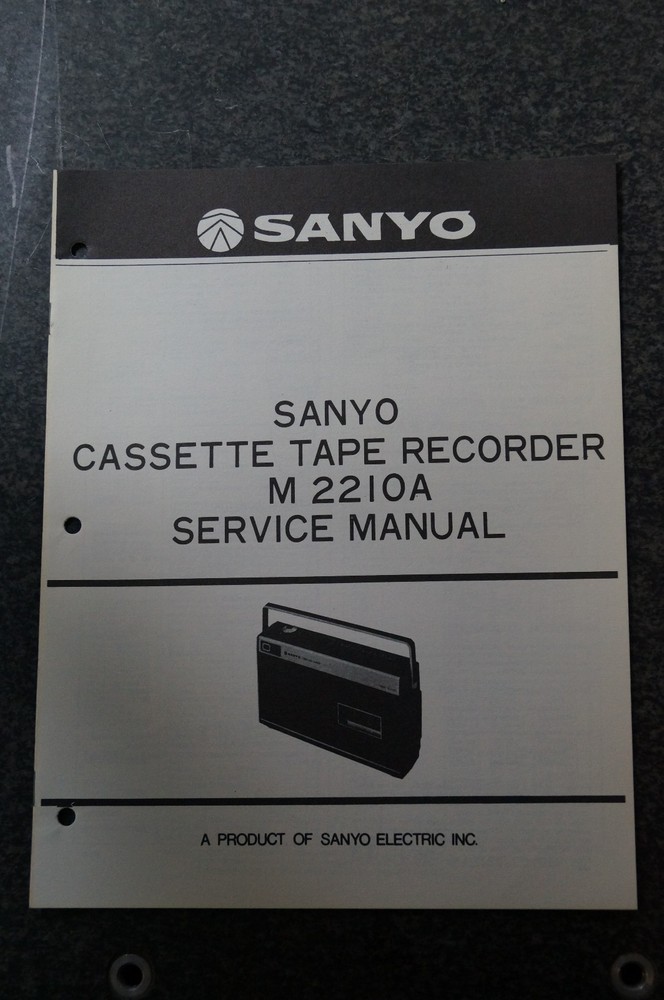 SANYO
SANYO
CASSETTE TAPE RECORDER
M 2210A
SERVICE MANUAL
A PRODUCT OF SANYO ELECTRIC INC.